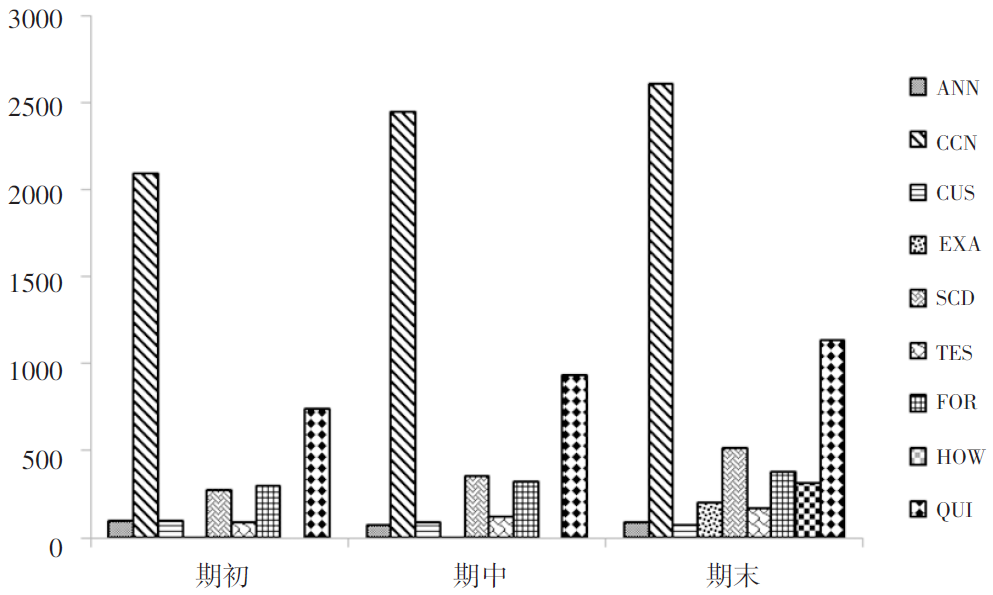 3000
2500
2000
1500
1000
500
0
期初
期中
期末
ANN
CCN
CUS
EXA
SCD
TES
FOR
HOW
QUI